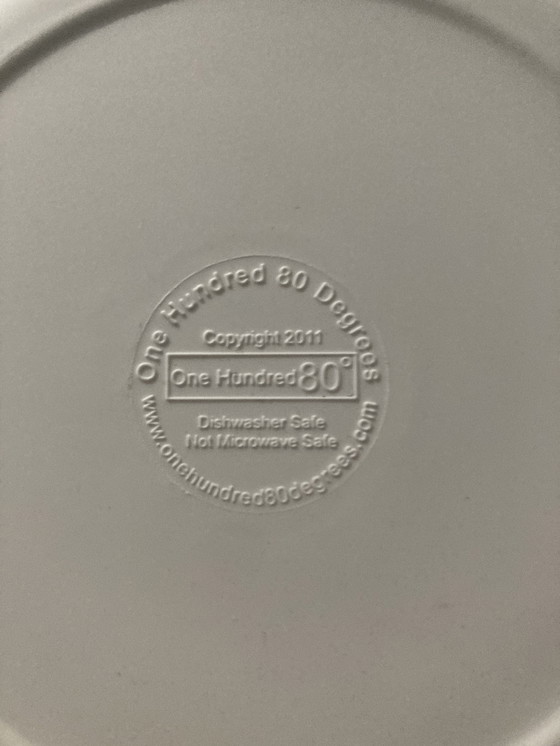 One Hundred 80 Degrees
Copyright 2011
One Hundred 80°
Dishwasher Safe
Not Microwave Safe
www.onehundred80degrees.com